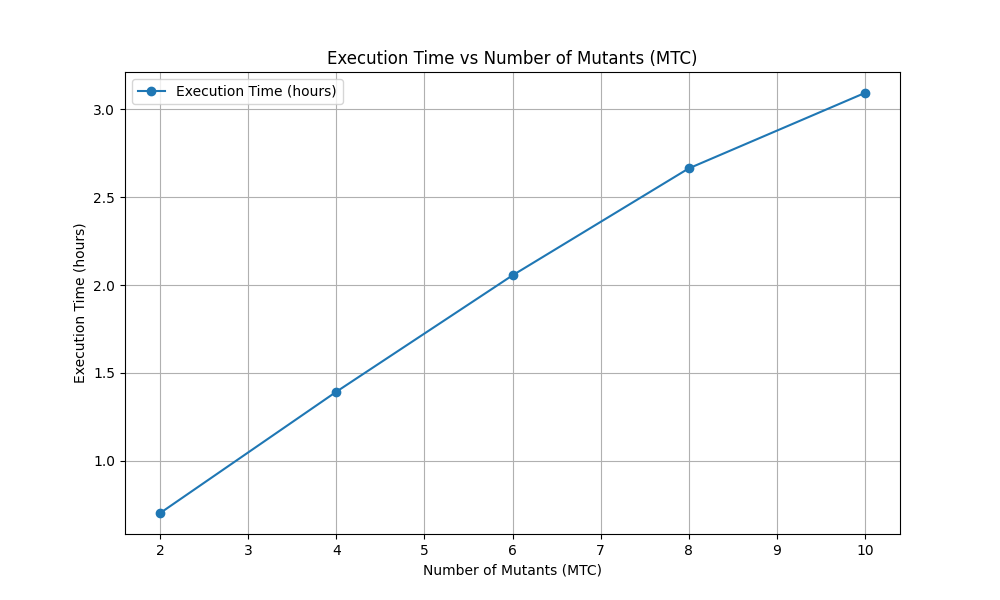 Execution Time vs Number of Mutants (MTC)
Execution Time (hours)
3.0
2.5
2.0
1.5
1.0
Execution Time (hours)
2 3 4 5 6 7 8 9 10
Number of Mutants (MTC)